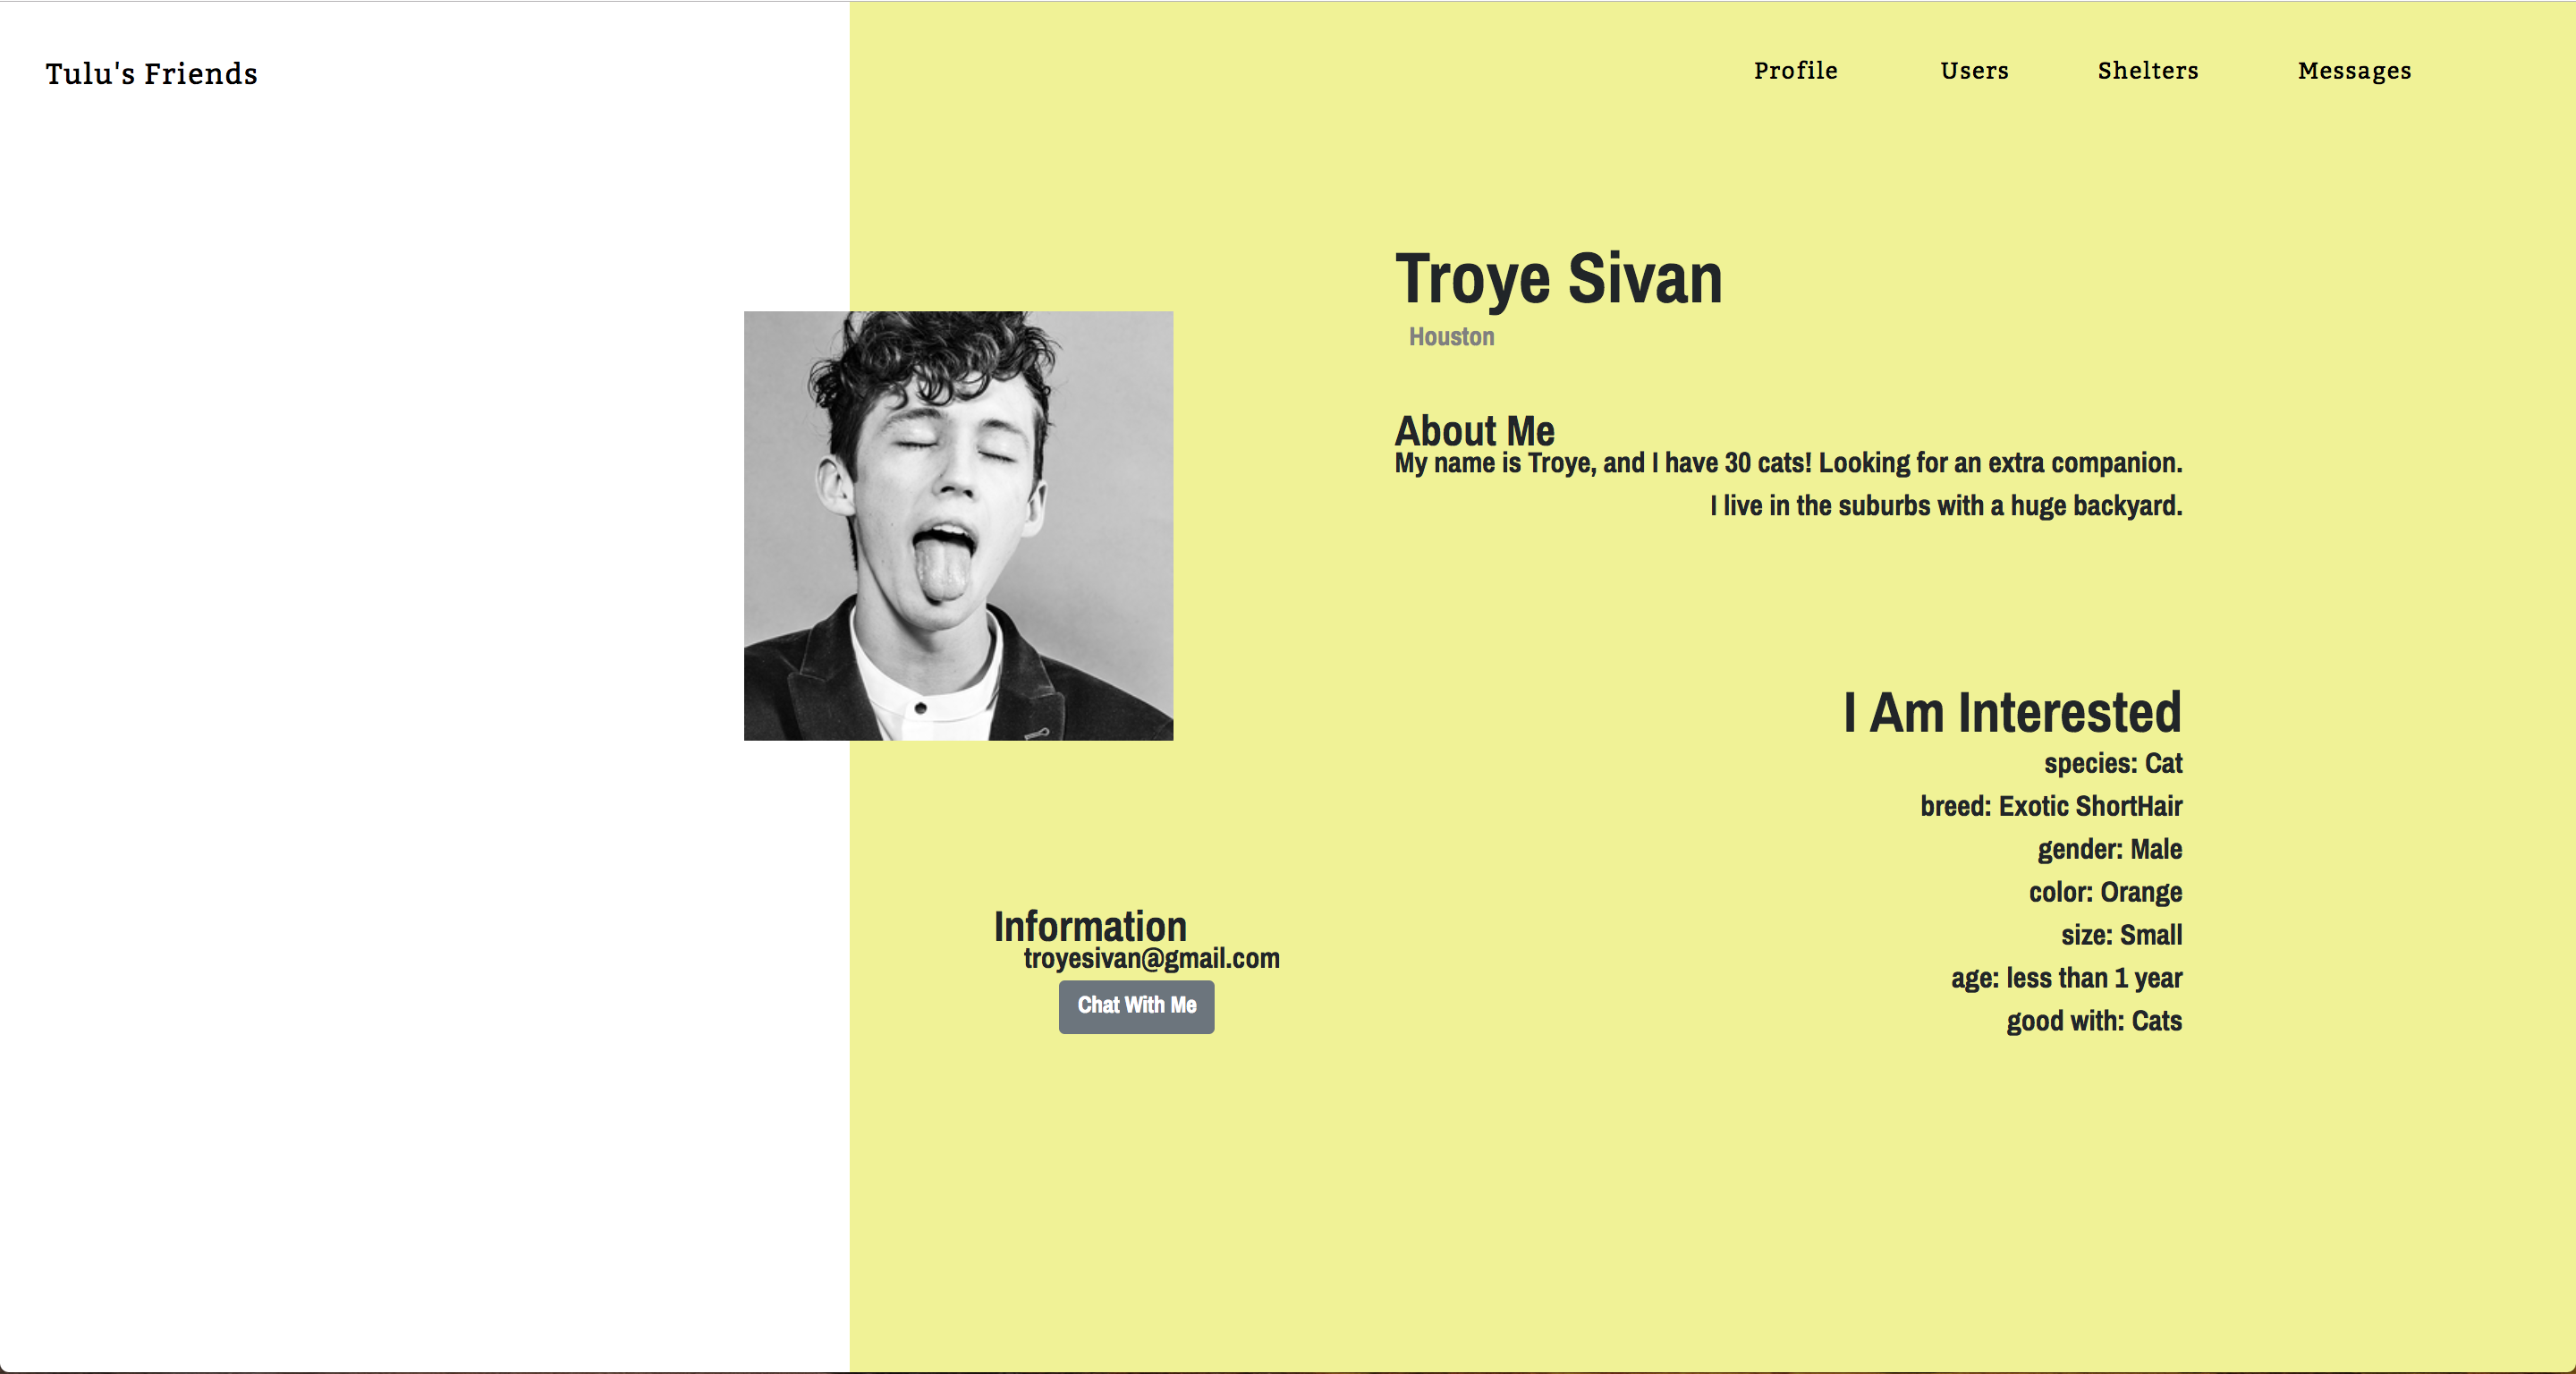 Tulu's Friends
Profile
Users
Shelters
Messages
Troye Sivan
Houston
About Me
My name is Troye, and I have 30 cats! Looking for an extra companion.
I live in the suburbs with a huge backyard.
I Am Interested
species: Cat
breed: Exotic ShortHair
gender: Male
color: Orange
size: Small
age: less than 1 year
good with: Cats
Information
troyesivan@gmail.com
Chat With Me